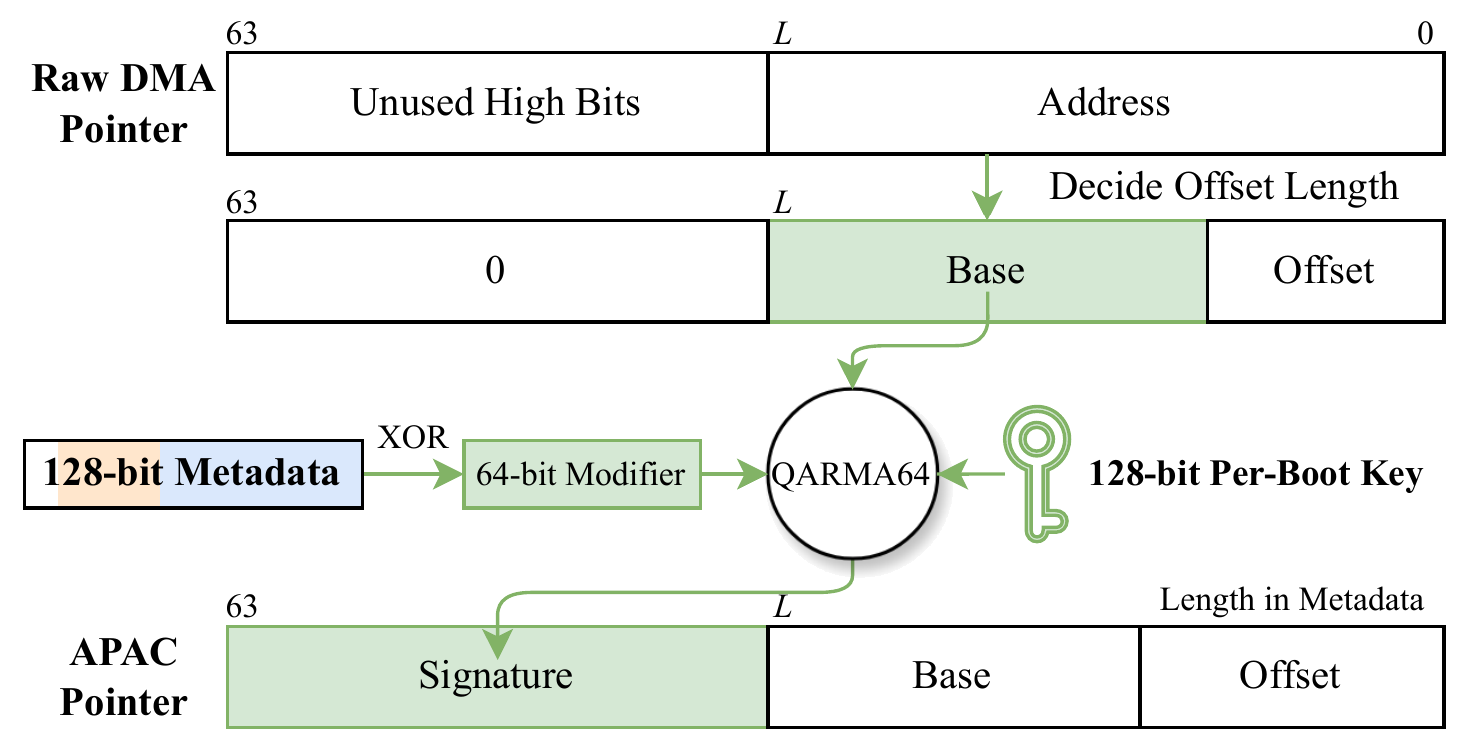 63 L 0
Raw DMA
Pointer
Unused High Bits
Address
Decide Offset Length
63 L
0
Base
Offset
128-bit Metadata
XOR
64-bit Modifier
QARMA64
128-bit Per-Boot Key
63 L
Length in Metadata
APAC
Pointer
Signature
Base
Offset